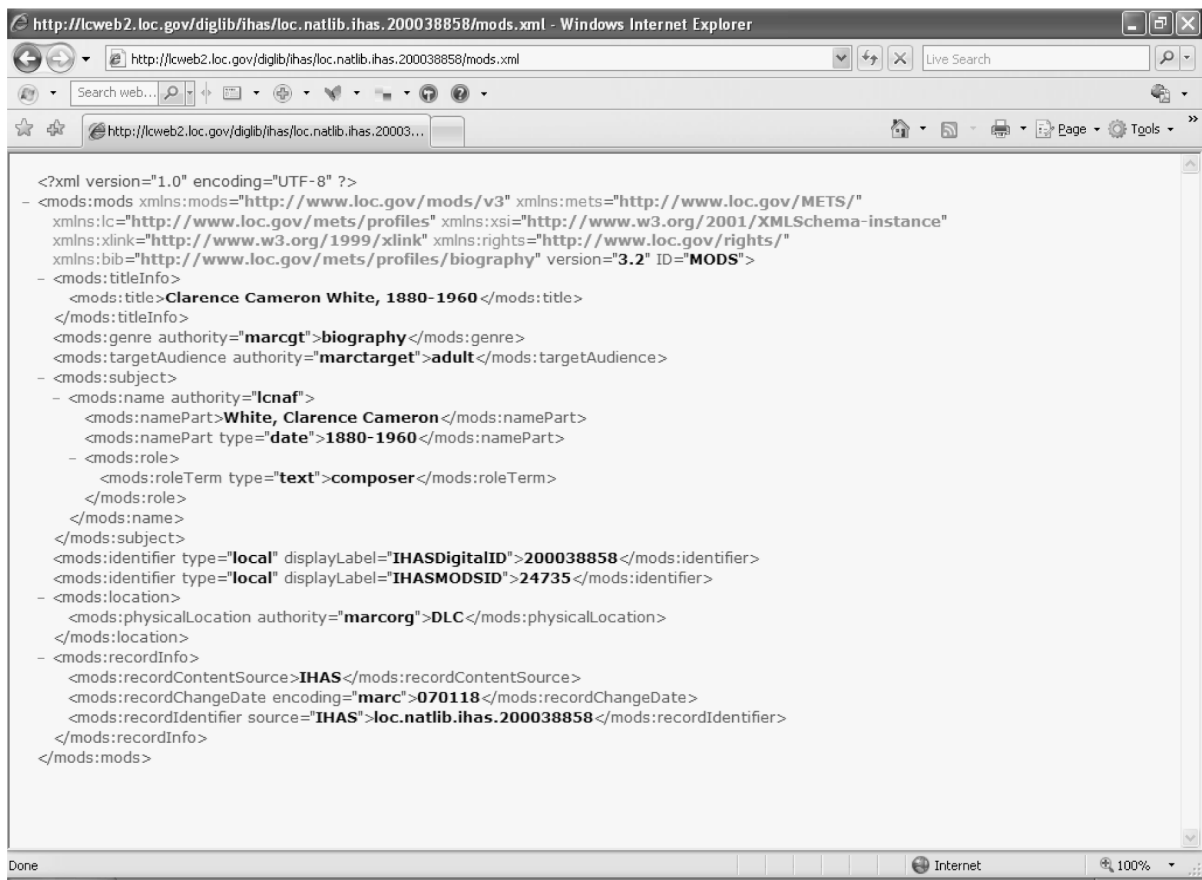 http://lcweb2.loc.gov/diglib/ihas/loc.natlib.ihas.200038858/mods.xml - Windows Internet Explorer
http://lcweb2.loc.gov/diglib/ihas/loc.natlib.ihas.200038858/mods.xml
Live Search
Search web...
http://lcweb2.loc.gov/diglib/ihas/loc.natlib.ihas.20003...
Page
Tools
<?xml version="1.0" encoding="UTF-8" ?>
- <mods:mods xmlns:mods="http://www.loc.gov/mods/v3" xmlns:mets="http://www.loc.gov/METS/"
xmlns:lc="http://www.loc.gov/mets/profiles" xmlns:xsi="http://www.w3.org/2001/XMLSchema-instance"
xmlns:xlink="http://www.w3.org/1999/xlink" xmlns:rights="http://www.loc.gov/rights/"
xmlns:bib="http://www.loc.gov/mets/profiles/biography" version="3.2" ID="MODS">
- <mods:titleInfo>
<mods:title>Clarence Cameron White, 1880-1960</mods:title>
</mods:titleInfo>
<mods:genre authority="marcgt">biography</mods:genre>
<mods:targetAudience authority="marctarget">adult</mods:targetAudience>
- <mods:subject>
- <mods:name authority="lcnaf">
<mods:namePart>White, Clarence Cameron</mods:namePart>
<mods:namePart type="date">1880-1960</mods:namePart>
- <mods:role>
<mods:roleTerm type="text">composer</mods:roleTerm>
</mods:role>
</mods:name>
</mods:subject>
<mods:identifier type="local" displayLabel="IHASDigitalID">200038858</mods:identifier>
<mods:identifier type="local" displayLabel="IHASMODSID">24735</mods:identifier>
- <mods:location>
<mods:physicalLocation authority="marcorg">DLC</mods:physicalLocation>
</mods:location>
- <mods:recordInfo>
<mods:recordContentSource>IHAS</mods:recordContentSource>
<mods:recordChangeDate encoding="marc">070118</mods:recordChangeDate>
<mods:recordIdentifier source="IHAS">loc.natlib.ihas.200038858</mods:recordIdentifier>
</mods:recordInfo>
</mods:mods>
Done
Internet
100%